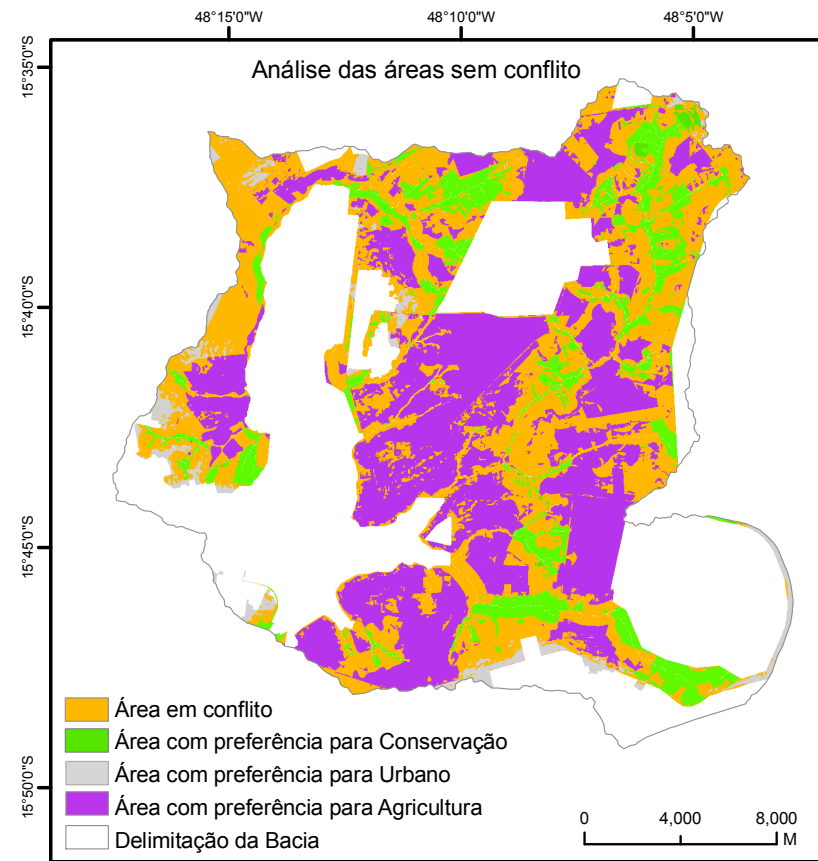 48°15'0"W 48°10'0"W 48°5'0"W
15°35'0"S
Análise das áreas sem conflito
15°40'0"S
15°45'0"S
15°50'0"S
Área em conflito
Área com preferência para Conservação
Área com preferência para Urbano
Área com preferência para Agricultura
Delimitação da Bacia
0 4,000 8,000
M